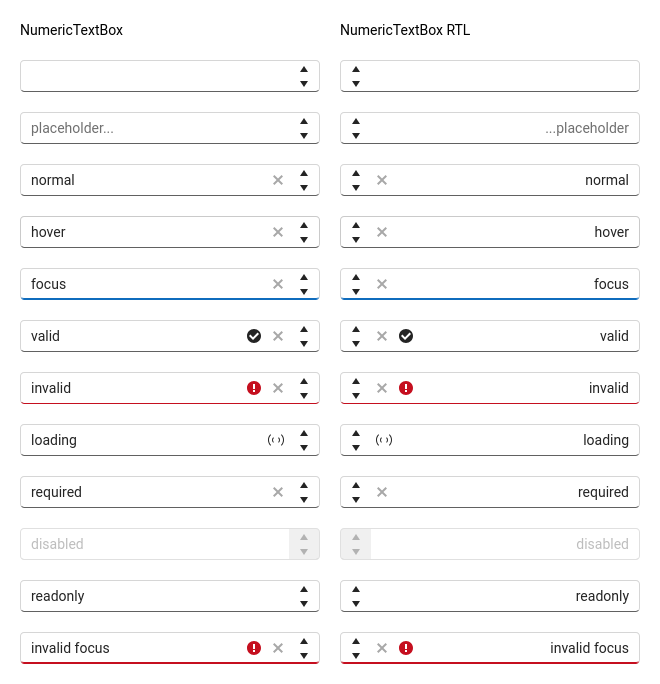 NumericTextBox
NumericTextBox RTL
placeholder...
...placeholder
normal
normal
hover
hover
focus
focus
valid
valid
invalid
invalid
loading
loading
required
required
disabled
disabled
readonly
readonly
invalid focus
invalid focus